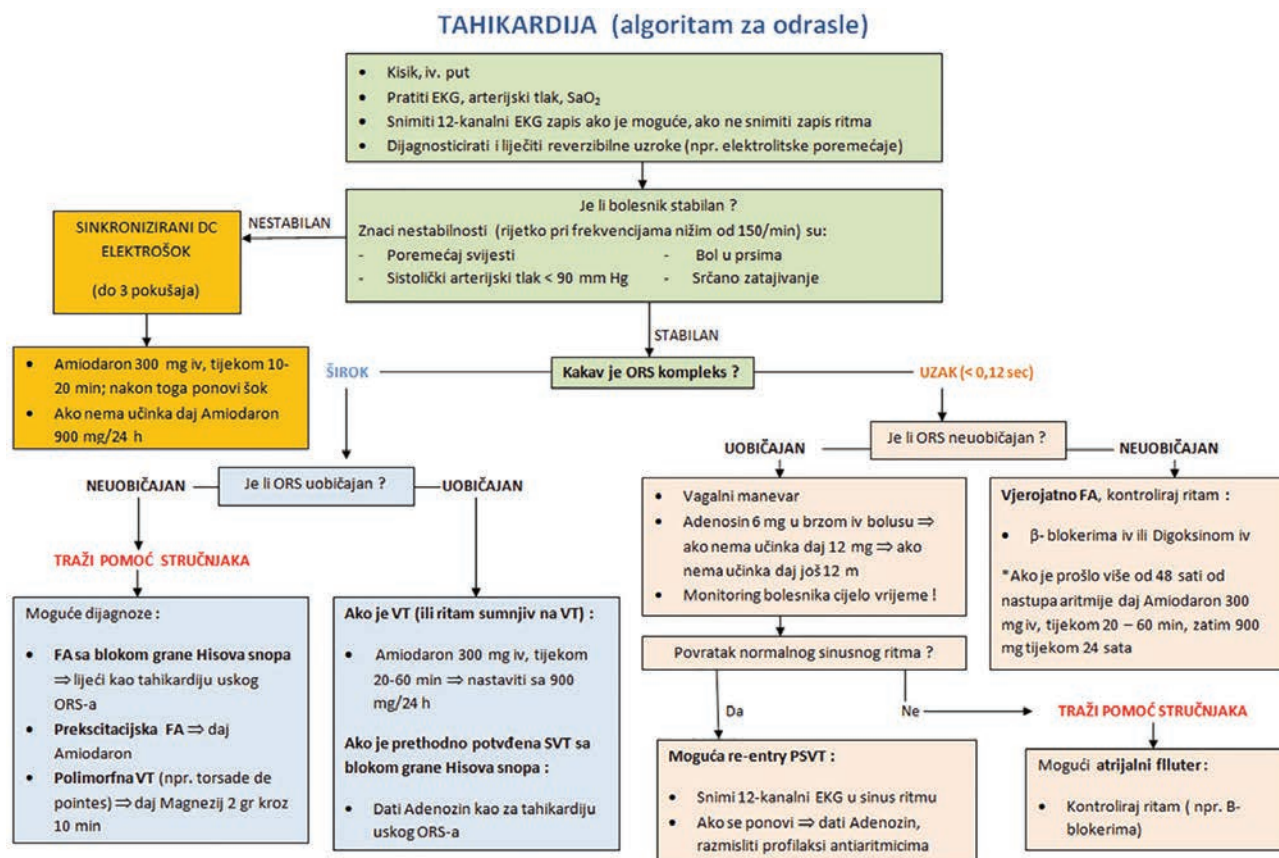 TAHIKARDIJA (algoritam za odrasle)
• Kisik, iv. put
• Pratiti EKG, arterijski tlak, SaO₂
• Snimiti 12-kanalni EKG zapis ako je moguće, ako ne snimiti zapis ritma
• Dijagnosticirati i liječiti reverzibilne uzroke (npr. elektrolitske poremećaje)
Je li bolesnik stabilan ?
Znaci nestabilnosti (rijetko pri frekvencijama nižim od 150/min) su:
- Poremećaj svijesti - Bol u prsima
- Sistolički arterijski tlak < 90 mm Hg - Srčano zatajivanje
NESTABILAN
SINKRONIZIRANI DC
ELEKTROŠOK
(do 3 pokušaja)
• Amiodaron 300 mg iv, tijekom 10-
20 min; nakon toga ponovi šok
• Ako nema učinka daj Amiodaron
900 mg/24 h
STABILAN
ŠIROK
Kakav je ORS kompleks ?
UZAK (< 0,12 sec)
Je li ORS uobičajan ?
NEUOBIČAJAN
UOBIČAJAN
TRAŽI POMOĆ STRUČNJAKA
Moguće dijagnoze :
• FA sa blokom grane Hisova snopa
⇒ liječi kao tahikardiju uskog
ORS-a
• Prekscitacijska FA ⇒ daj
Amiodaron
• Polimorfna VT (npr. torsade de
pointes) ⇒ daj Magnezij 2 gr kroz
10 min
Ako je VT (ili ritam sumnjiv na VT) :
• Amiodaron 300 mg iv, tijekom
20-60 min ⇒ nastaviti sa 900
mg/24 h
Ako je prethodno potvđena SVT sa
blokom grane Hisova snopa :
• Dati Adenozin kao za tahikardiju
uskog ORS-a
Je li ORS neuobičajan ?
UOBIČAJAN
NEUOBIČAJAN
• Vagalni manevar
• Adenosin 6 mg u brzom iv bolusu ⇒
ako nema učinka daj 12 mg ⇒ ako
nema učinka daj još 12 m
• Monitoring bolesnika cijelo vrijeme !
Vjerojatno FA, kontroliraj ritam :
• β- blokerima iv ili Digoksinom iv
*Ako je prošlo više od 48 sati od
nastupa aritmije daj Amiodaron 300
mg iv, tijekom 20 – 60 min, zatim 900
mg tijekom 24 sata
Povratak normalnog sinusnog ritma ?
Da
Ne
TRAŽI POMOĆ STRUČNJAKA
Moguća re-entry PSVT :
• Snimi 12-kanalni EKG u sinus ritmu
• Ako se ponovi ⇒ dati Adenozin,
razmisliti profilaksi antiaritmicima
Mogući atrijalni flluter:
• Kontroliraj ritam ( npr. B-
blokerima)